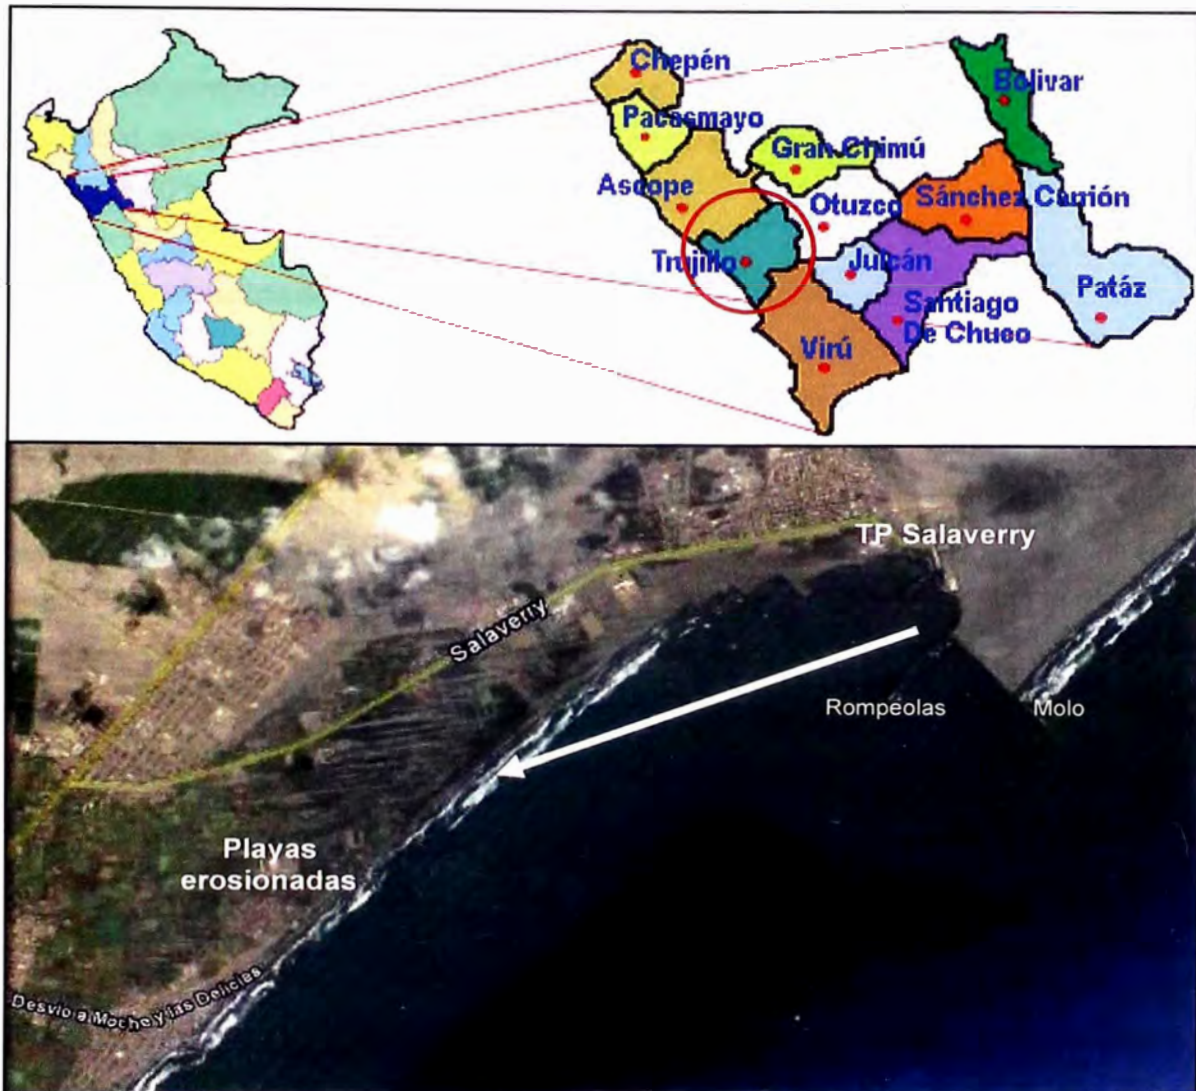 Chepén
Bolivar
Pacasmayo
Gran Chimú
Ascope
Otuzco
Sánchez Carrión
Trujillo
Julcán
Patáz
Santiago
De Chuco
Virú
TP Salaverry
Salaverry
Rompeolas
Molo
Playas
erosionadas
Desvio a Moche y las Delicias